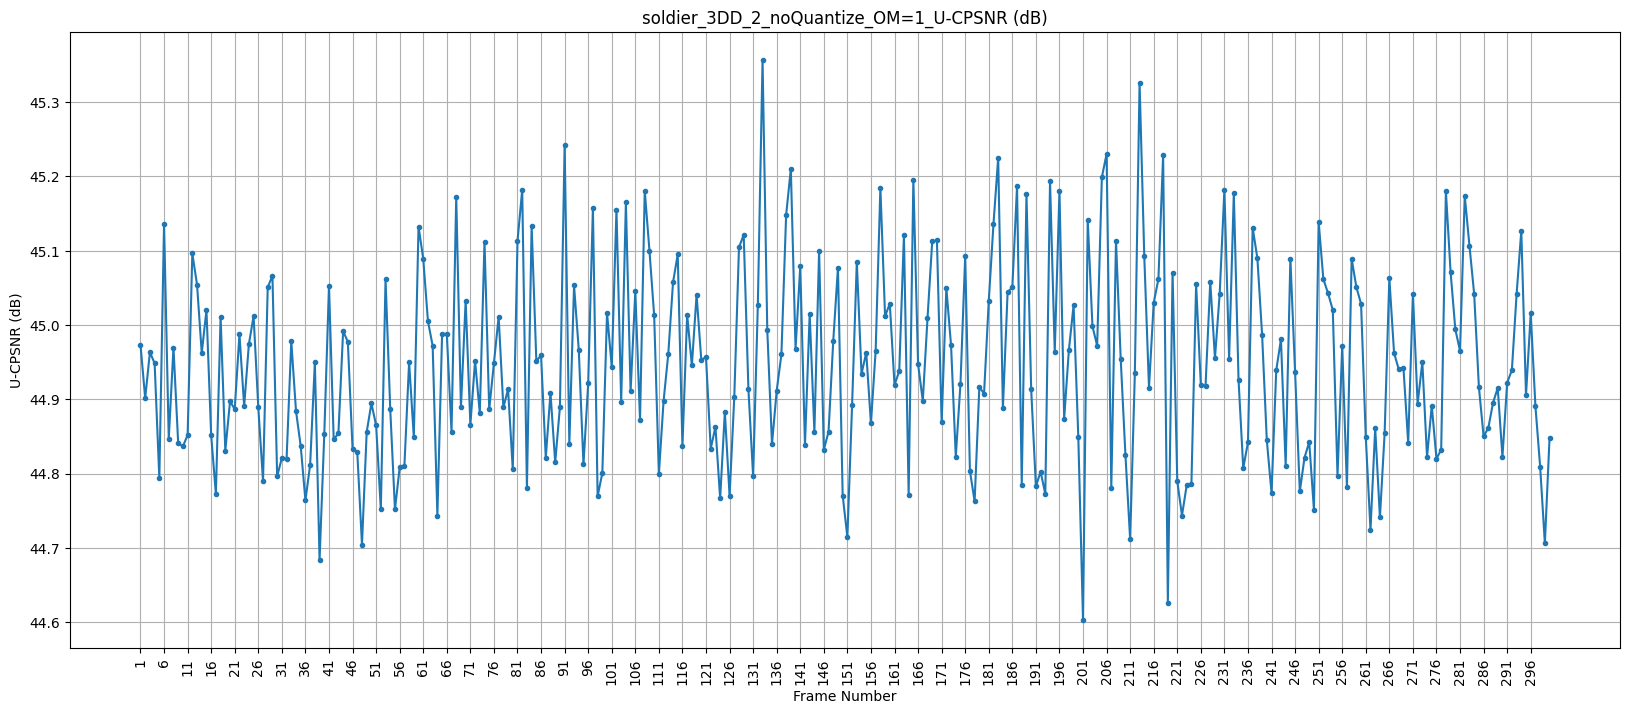 soldier_3DD_2_noQuantize_OM=1_U-CPSNR (dB)
U-CPSNR (dB)
45.3
45.2
45.1
45.0
44.9
44.8
44.7
44.6
1 6 11 16 21 26 31 36 41 46 51 56 61 66 71 76 81 86 91 96 101 106 111 116 121 126 131 136 141 146 151 156 161 166 171 176 181 186 191 196 201 206 211 216 221 226 231 236 241 246 251 256 261 266 271 276 281 286 291 296
Frame Number